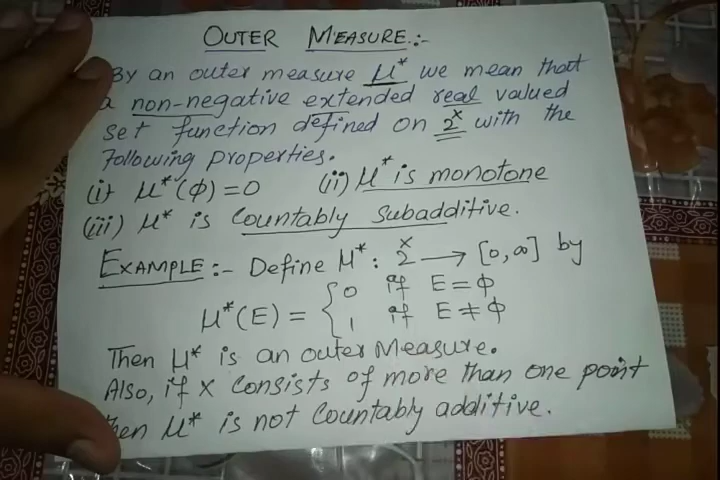 OUTER MEASURE:-
By an outer measure μ* we mean that
a non-negative extended real valued
set function defined on 2^X with the
following properties.
(i) μ*(φ)=0 (ii) μ* is monotone
(iii) μ* is Countably Subadditive.
EXAMPLE:- Define μ*: 2^X → [0,∞] by
μ*(E) = { 0 if E=φ
1 if E≠φ
Then μ* is an outer Measure.
Also, if X Consists of more than one point
then μ* is not Countably additive.